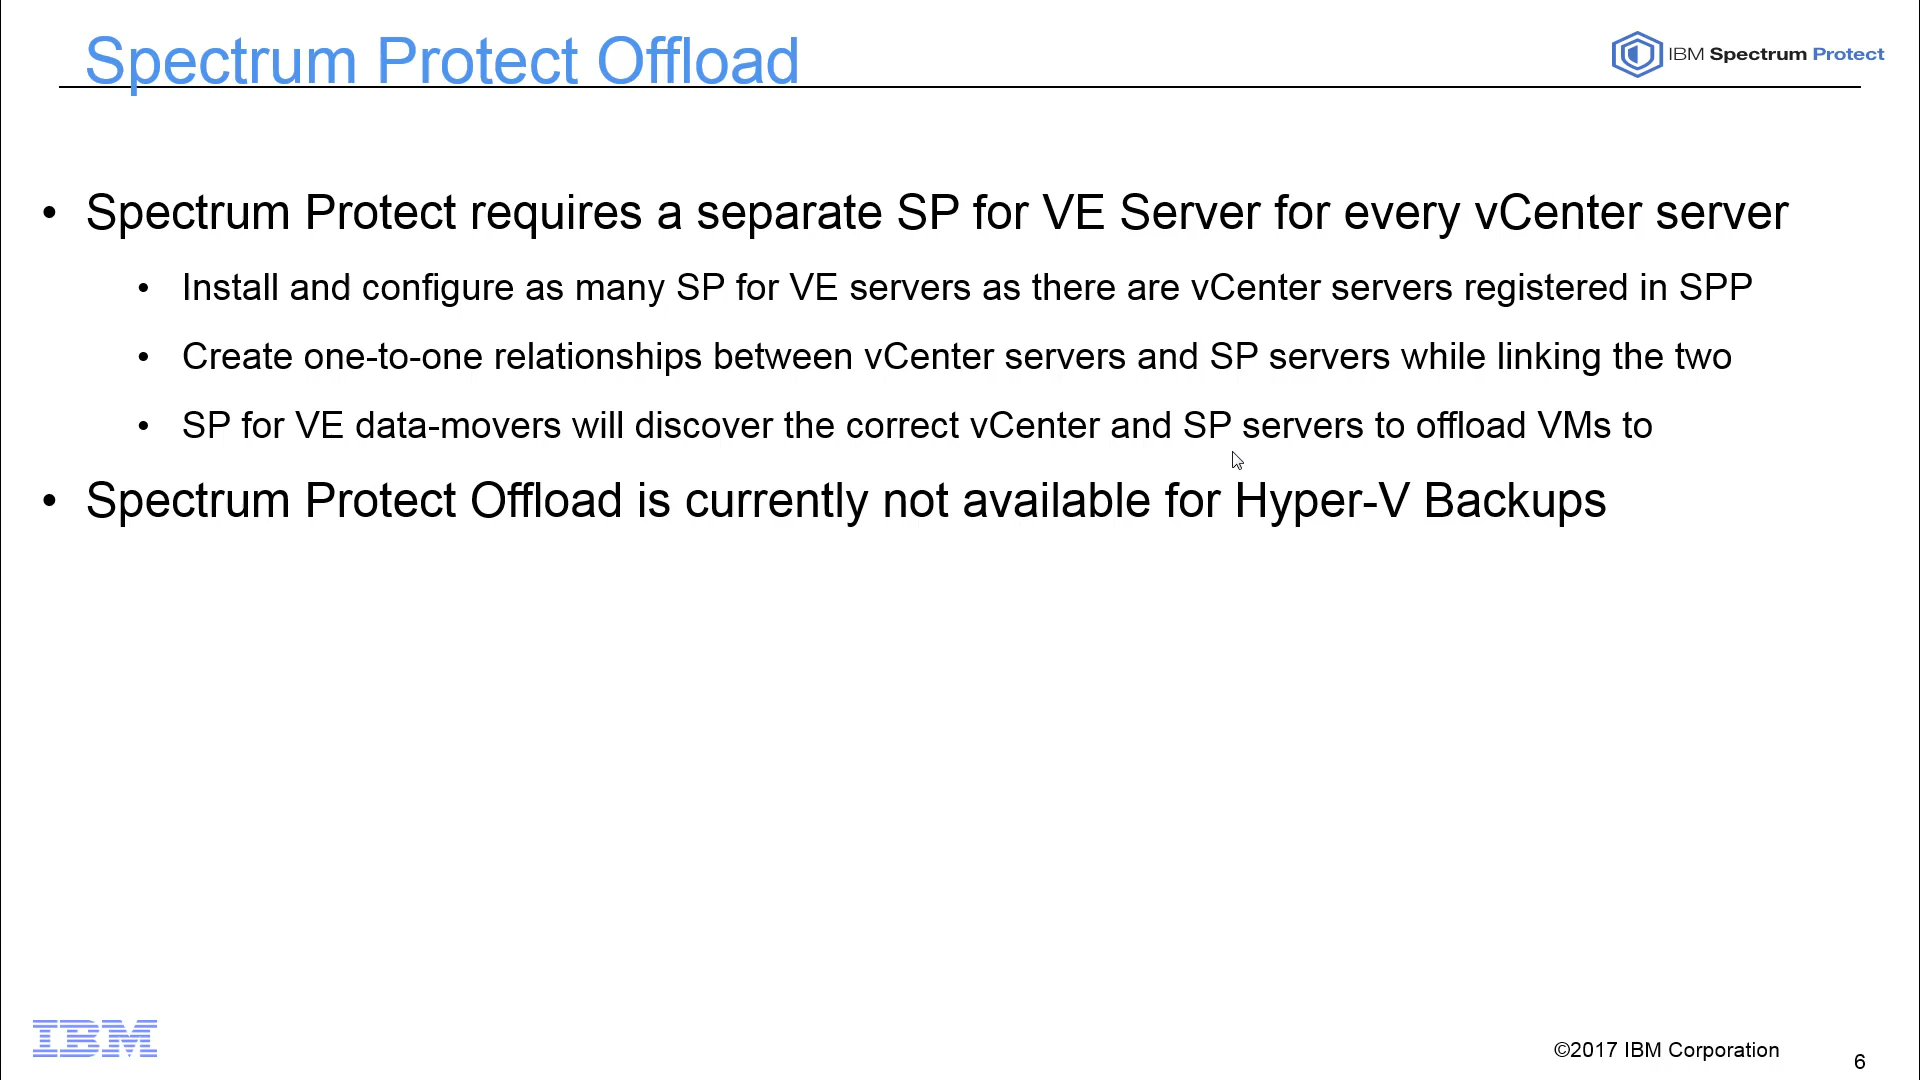 Spectrum Protect Offload
IBM Spectrum Protect
• Spectrum Protect requires a separate SP for VE Server for every vCenter server
• Install and configure as many SP for VE servers as there are vCenter servers registered in SPP
• Create one-to-one relationships between vCenter servers and SP servers while linking the two
• SP for VE data-movers will discover the correct vCenter and SP servers to offload VMs to
• Spectrum Protect Offload is currently not available for Hyper-V Backups
IBM
©2017 IBM Corporation
6